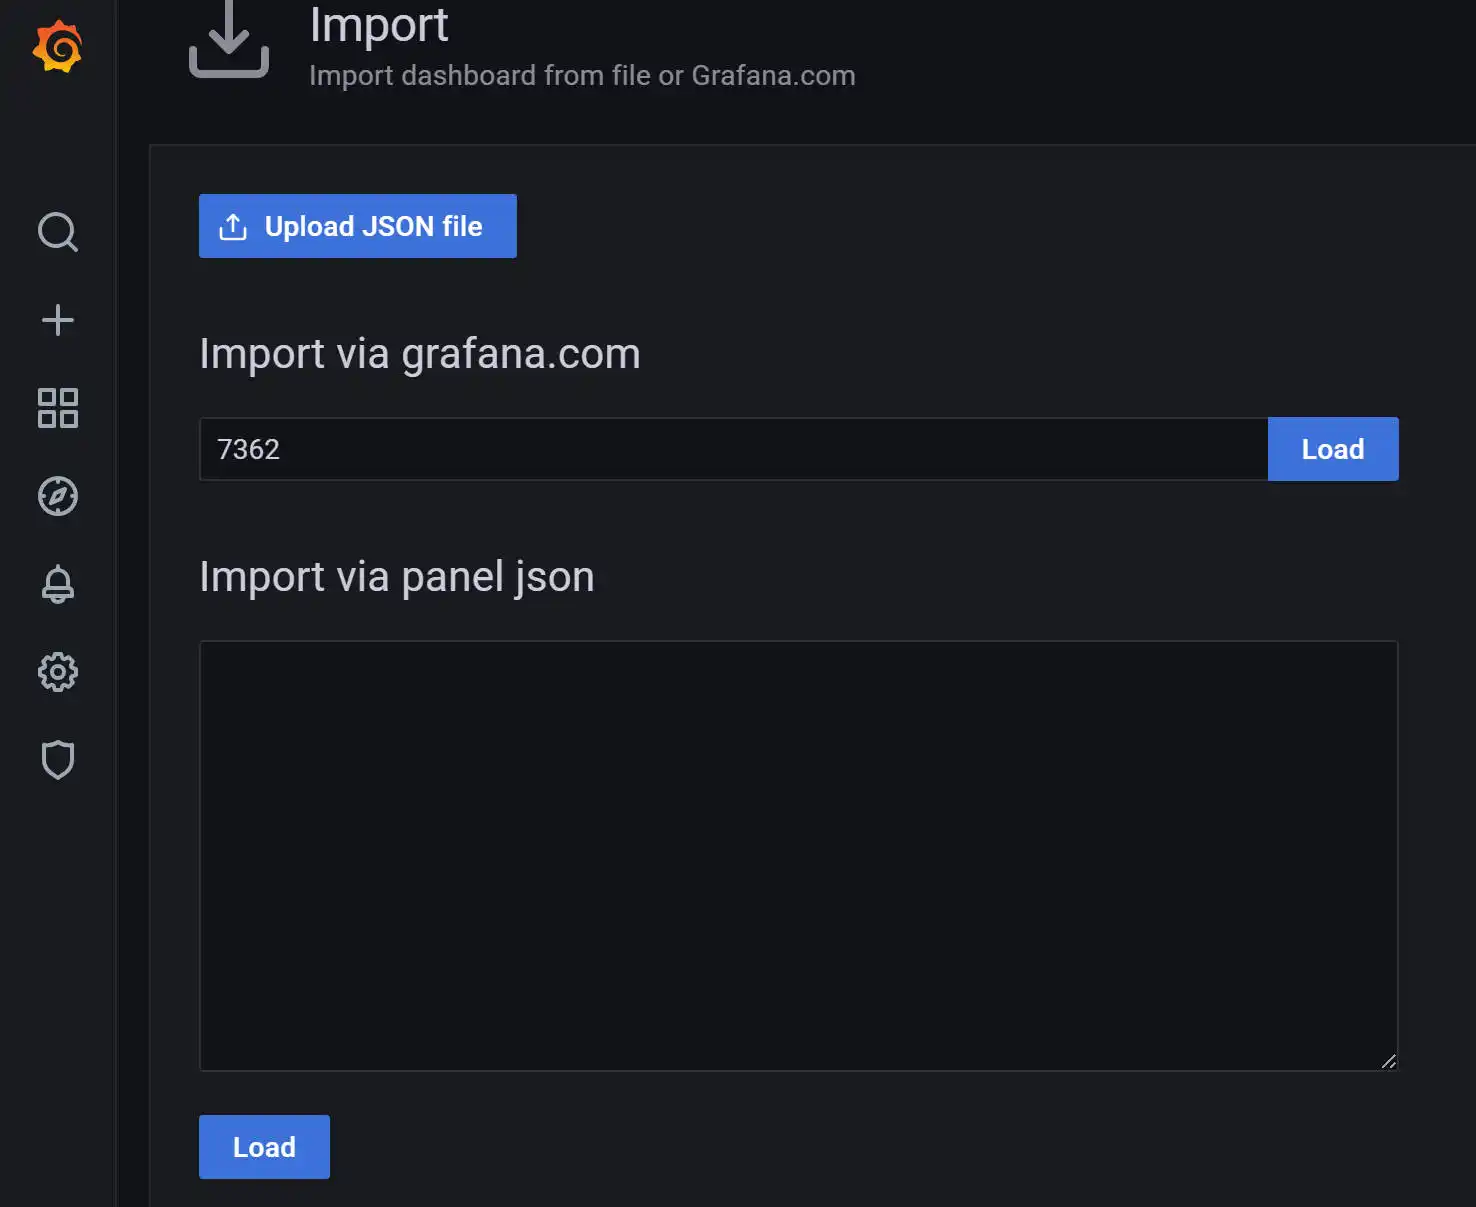 Import
Import dashboard from file or Grafana.com
Upload JSON file
Import via grafana.com
7362
Load
Import via panel json
Load